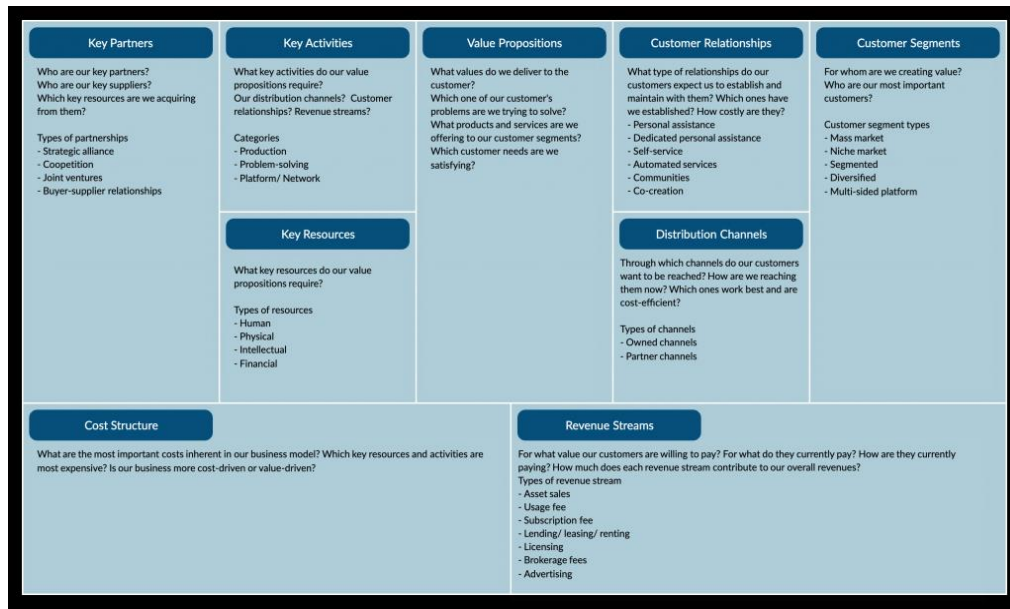 Key Partners
Who are our key partners?
Who are our key suppliers?
Which key resources are we acquiring
from them?
Types of partnerships
- Strategic alliance
- Coopetition
- Joint ventures
- Buyer-supplier relationships
Key Activities
What key activities do our value
propositions require?
Our distribution channels? Customer
relationships? Revenue streams?
Categories
- Production
- Problem-solving
- Platform/ Network
Key Resources
What key resources do our value
propositions require?
Types of resources
- Human
- Physical
- Intellectual
- Financial
Value Propositions
What values do we deliver to the
customer?
Which one of our customer's
problems are we trying to solve?
What products and services are we
offering to our customer segments?
Which customer needs are we
satisfying?
Customer Relationships
What type of relationships do our
customers expect us to establish and
maintain with them? Which ones have
we established? How costly are they?
- Personal assistance
- Dedicated personal assistance
- Self-service
- Automated services
- Communities
- Co-creation
Distribution Channels
Through which channels do our customers
want to be reached? How are we reaching
them now? Which ones work best and are
cost-efficient?
Types of channels
- Owned channels
- Partner channels
Customer Segments
For whom are we creating value?
Who are our most important
customers?
Customer segment types
- Mass market
- Niche market
- Segmented
- Diversified
- Multi-sided platform
Cost Structure
What are the most important costs inherent in our business model? Which key resources and activities are
most expensive? Is our business more cost-driven or value-driven?
Revenue Streams
For what value our customers are willing to pay? For what do they currently pay? How are they currently
paying? How much does each revenue stream contribute to our overall revenues?
Types of revenue stream
- Asset sales
- Usage fee
- Subscription fee
- Lending/ leasing/ renting
- Licensing
- Brokerage fees
- Advertising